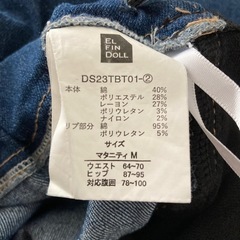 EL
FIN
DOLL
DS23TBT01-②
本体 綿 40%
ポリエステル 28%
レーヨン 27%
ポリウレタン 3%
ナイロン 2%
リブ部分 綿 95%
ポリウレタン 5%
サイズ
マタニティ M
ウエスト 64~70
ヒップ 87~95
対応腹囲 78~100